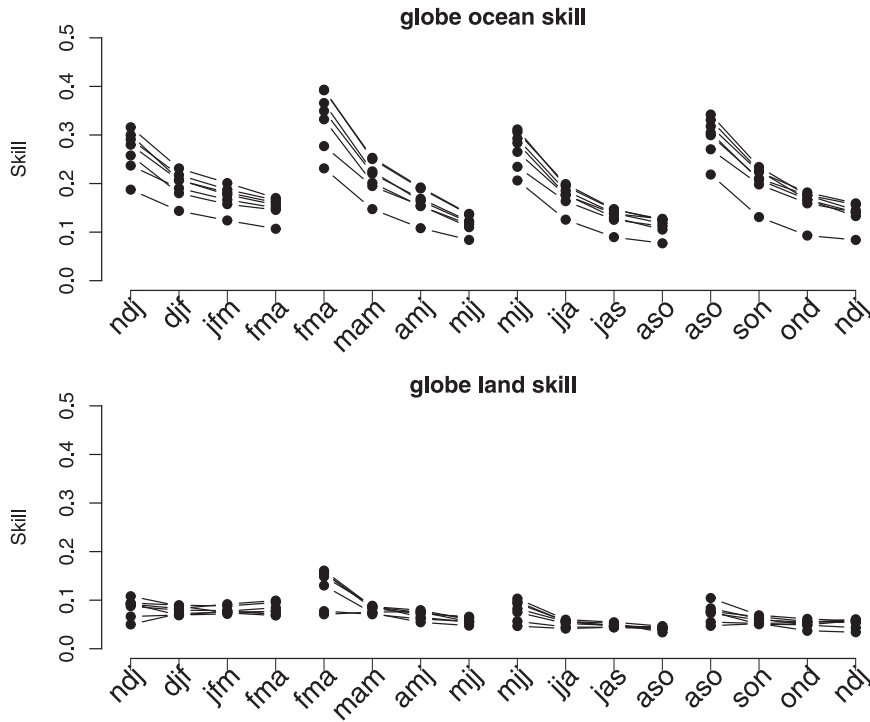 globe ocean skill
Skill
0.5
0.4
0.3
0.2
0.1
0.0
ndj djf jfm fma fma mam amj mjj mjj jja jas aso aso son ond ndj
globe land skill
Skill
0.5
0.4
0.3
0.2
0.1
0.0
ndj djf jfm fma fma mam amj mjj mjj jja jas aso aso son ond ndj